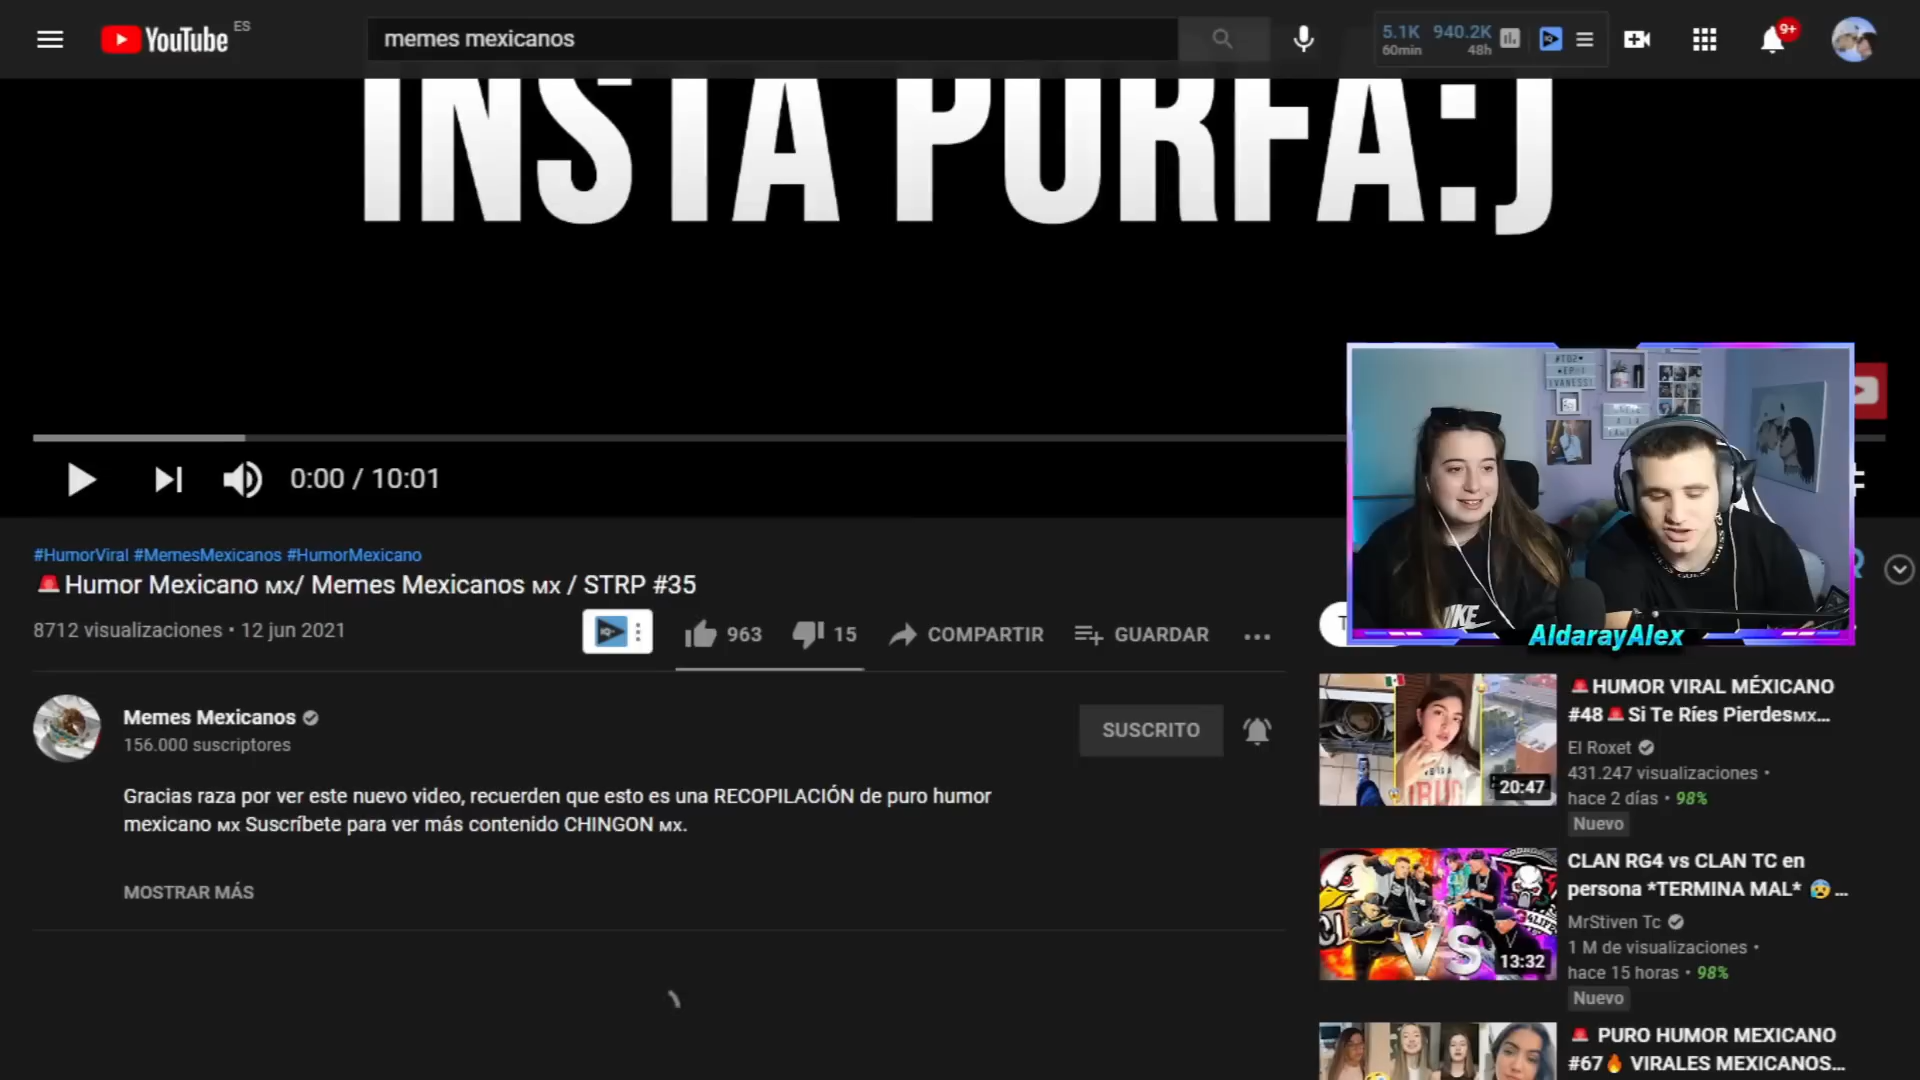 YouTube ES
memes mexicanos
5.1K 940.2K
60min 48h
9+
INSTA PORFA:)
0:00 / 10:01
#HumorViral #MemesMexicanos #HumorMexicano
🚨Humor Mexicano MX/ Memes Mexicanos MX / STRP #35
8712 visualizaciones • 12 jun 2021
963
15
COMPARTIR
GUARDAR
Memes Mexicanos
156.000 suscriptores
SUSCRITO
Gracias raza por ver este nuevo video, recuerden que esto es una RECOPILACIÓN de puro humor
mexicano MX Suscríbete para ver más contenido CHINGON MX.
MOSTRAR MÁS
NIKE
AldarayAlex
🚨HUMOR VIRAL MÉXICANO
#48🚨Si Te Ríes PierdesMX...
El Roxet
431.247 visualizaciones •
hace 2 días • 98%
Nuevo
20:47
CLAN RG4 vs CLAN TC en
persona *TERMINA MAL* 😰...
MrStiven Tc
1 M de visualizaciones •
hace 15 horas • 98%
Nuevo
VS
13:32
🚨 PURO HUMOR MEXICANO
#67🔥 VIRALES MEXICANOS...